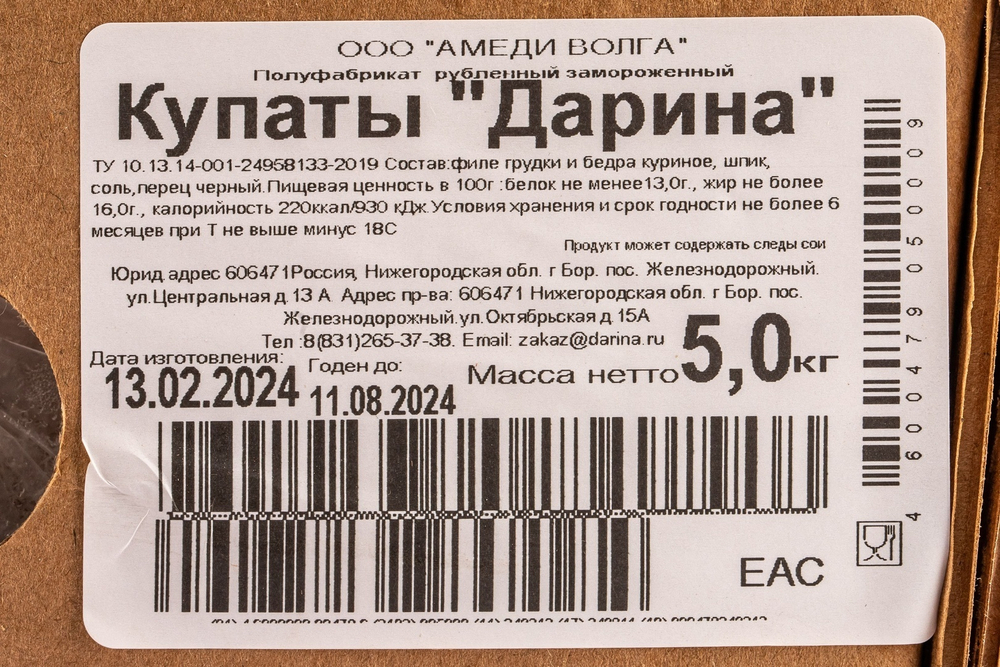 ООО "АМЕДИ ВОЛГА"
Полуфабрикат рубленный замороженный
Купаты "Дарина"
ТУ 10.13.14-001-24958133-2019 Состав:филе грудки и бедра куриное, шпик,
соль,перец черный.Пищевая ценность в 100г :белок не менее13,0г., жир не более
16,0г., калорийность 220ккал/930 кДж.Условия хранения и срок годности не более 6
месяцев при Т не выше минус 18С
Продукт может содержать следы сои
Юрид.адрес 606471Россия, Нижегородская обл. г Бор. пос. Железнодорожный.
ул.Центральная д.13 А. Адрес пр-ва: 606471 Нижегородская обл. г Бор. пос.
Железнодорожный.ул.Октябрьская д.15А
Тел :8(831)265-37-38. Email: zakaz@darina.ru
Дата изготовления: Годен до:
13.02.2024 11.08.2024
Масса нетто 5,0кг
EAC
4 600479050009